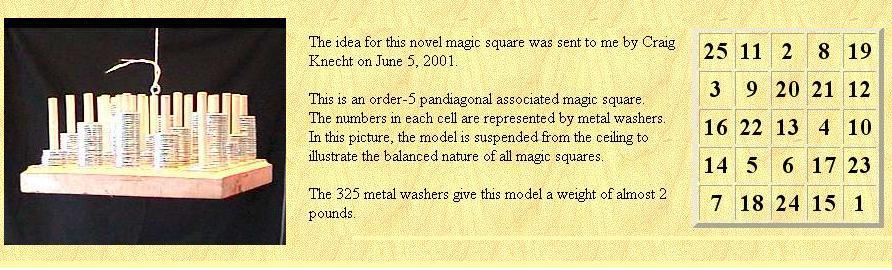 The idea for this novel magic square was sent to me by Craig
Knecht on June 5, 2001.
This is an order-5 pandiagonal associated magic square.
The numbers in each cell are represented by metal washers.
In this picture, the model is suspended from the ceiling to
illustrate the balanced nature of all magic squares.
The 325 metal washers give this model a weight of almost 2
pounds.
25 11 2 8 19
3 9 20 21 12
16 22 13 4 10
14 5 6 17 23
7 18 24 15 1